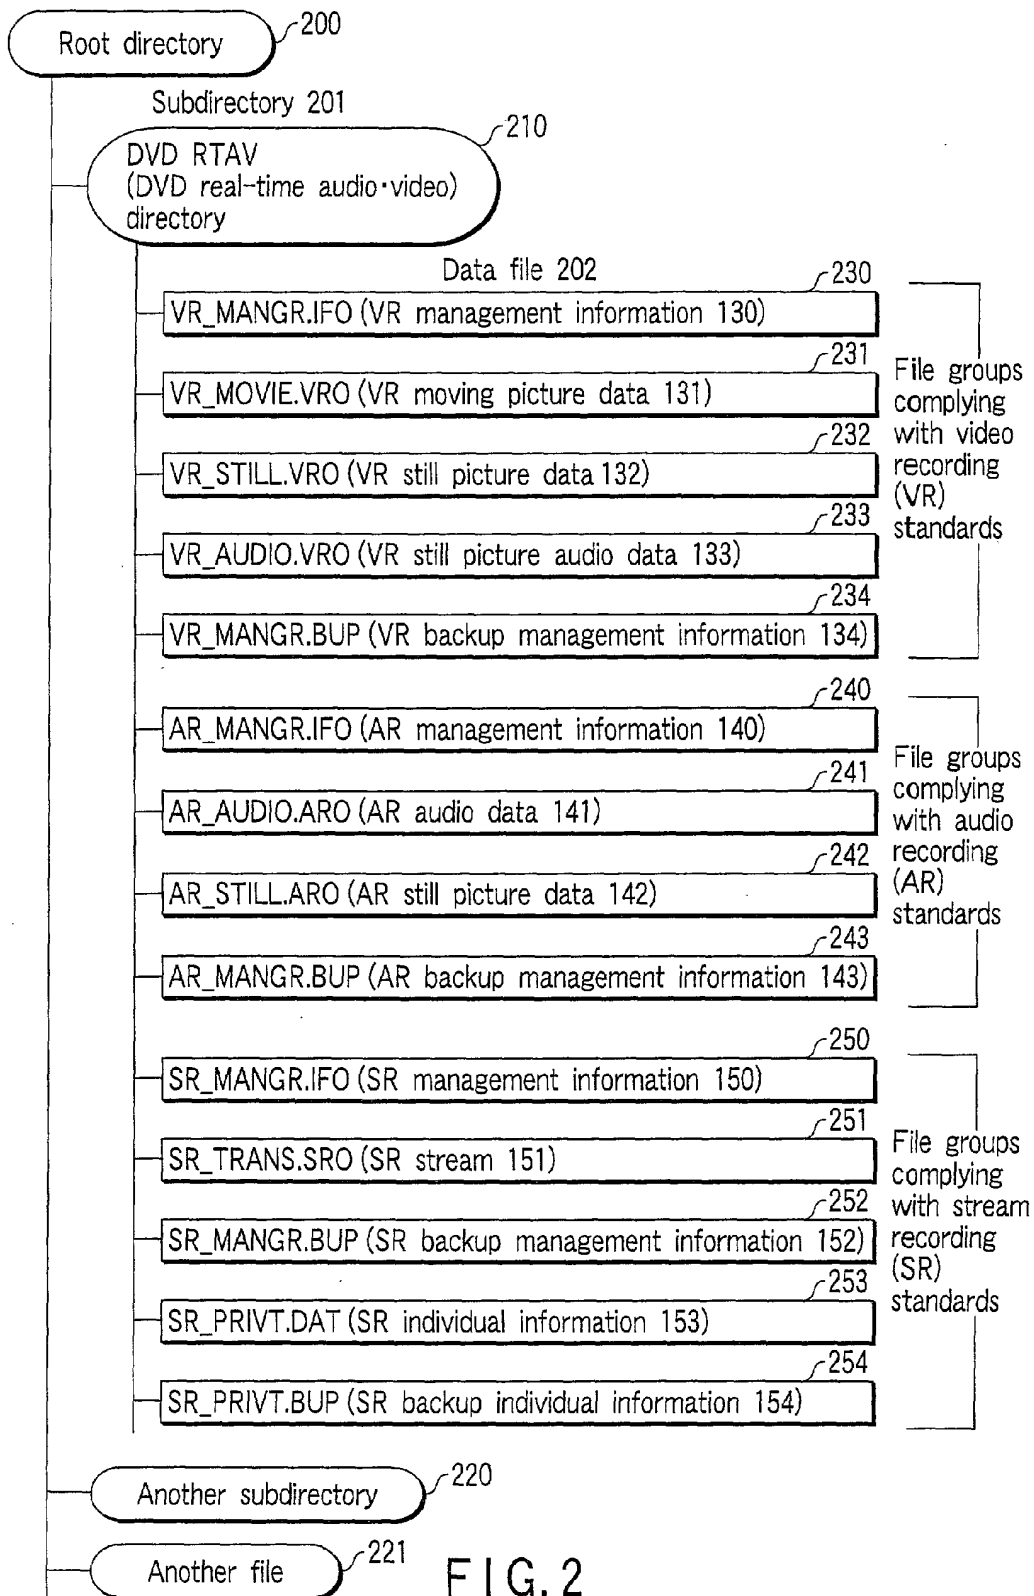 Root directory
200
Subdirectory 201
210
DVD RTAV
(DVD real-time audio·video)
directory
Data file 202
230
VR_MANGR.IFO (VR management information 130)
231
VR_MOVIE.VRO (VR moving picture data 131)
232
VR_STILL.VRO (VR still picture data 132)
233
VR_AUDIO.VRO (VR still picture audio data 133)
234
VR_MANGR.BUP (VR backup management information 134)
File groups
complying
with video
recording
(VR)
standards
240
AR_MANGR.IFO (AR management information 140)
241
AR_AUDIO.ARO (AR audio data 141)
242
AR_STILL.ARO (AR still picture data 142)
243
AR_MANGR.BUP (AR backup management information 143)
File groups
complying
with audio
recording
(AR)
standards
250
SR_MANGR.IFO (SR management information 150)
251
SR_TRANS.SRO (SR stream 151)
252
SR_MANGR.BUP (SR backup management information 152)
253
SR_PRIVT.DAT (SR individual information 153)
254
SR_PRIVT.BUP (SR backup individual information 154)
File groups
complying
with stream
recording
(SR)
standards
Another subdirectory
220
Another file
221
FIG. 2